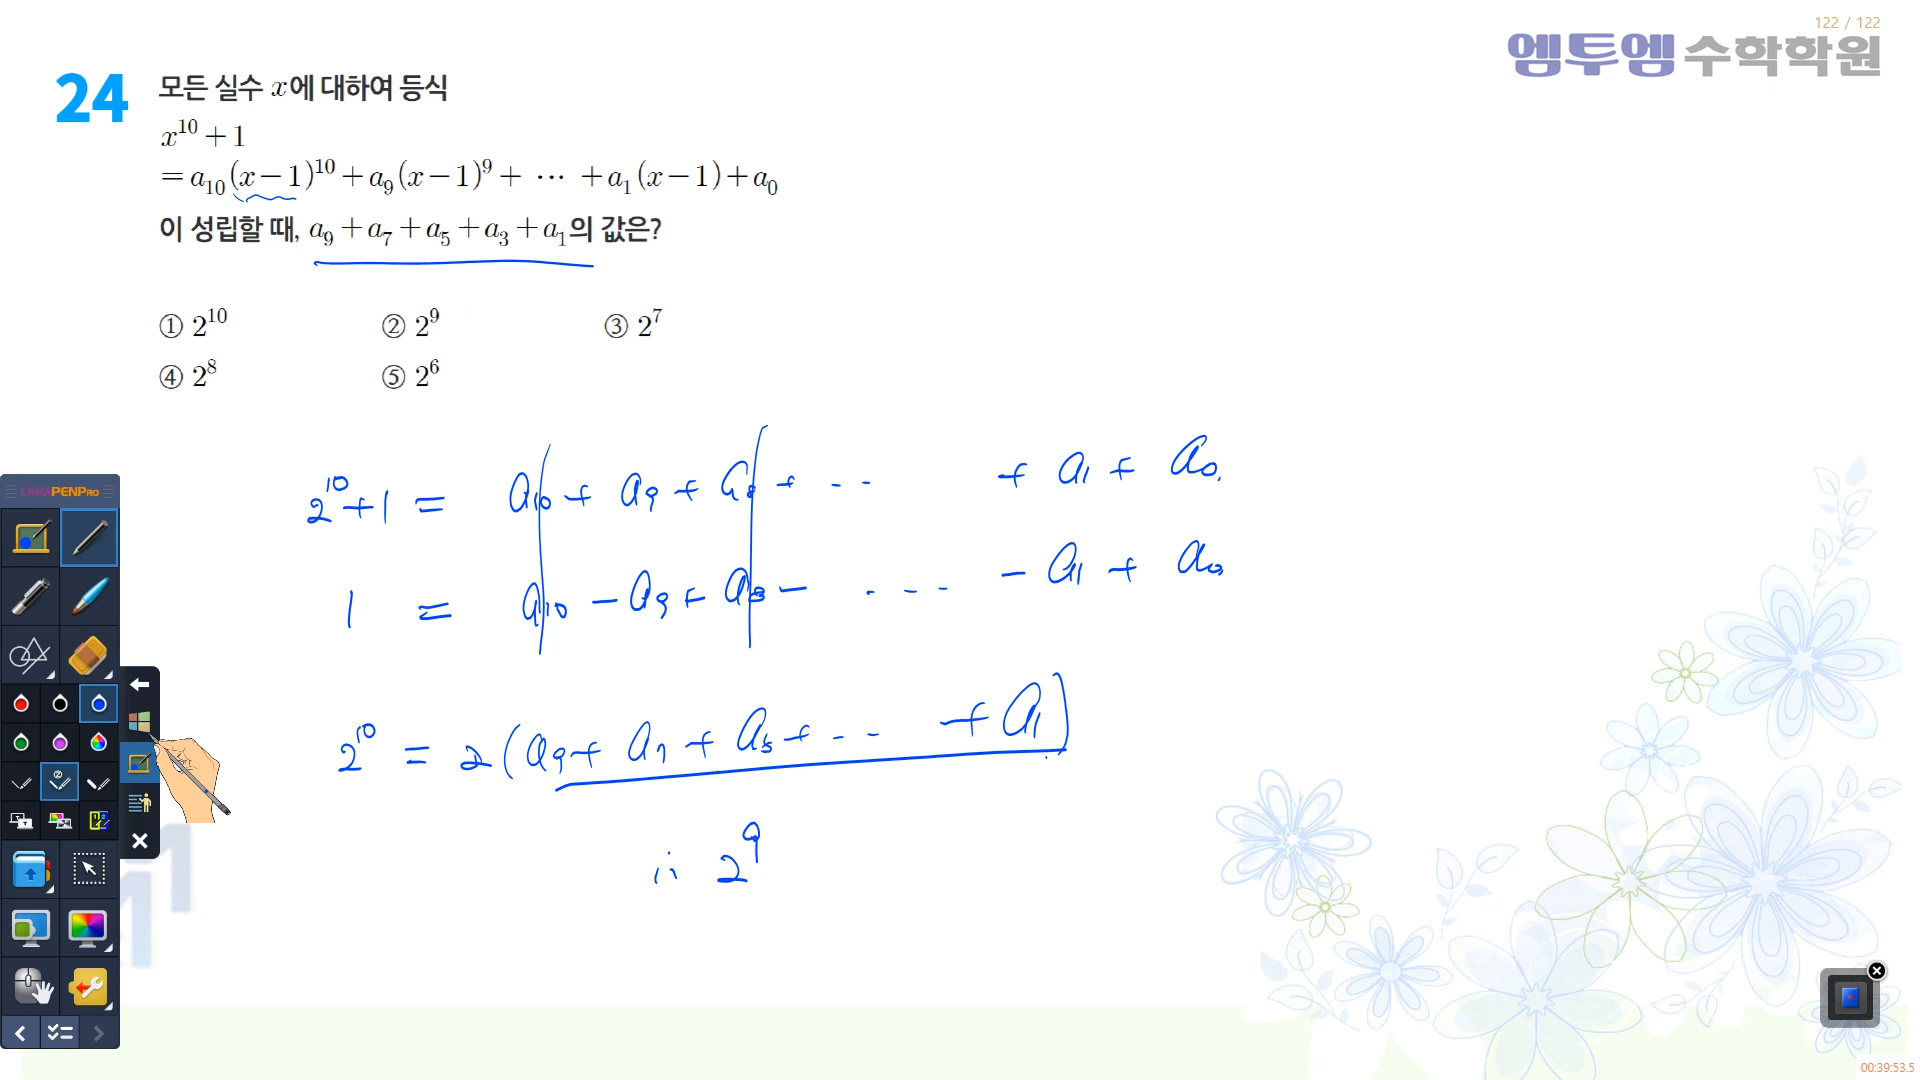 122 / 122
엠투엠 수학학원
24 모든 실수 x에 대하여 등식
x^10 + 1
= a_10 (x-1)^10 + a_9 (x-1)^9 + ⋯ + a_1 (x-1) + a_0
이 성립할 때, a_9 + a_7 + a_5 + a_3 + a_1의 값은?
① 2^10 ② 2^9 ③ 2^7
④ 2^8 ⑤ 2^6
2^10 + 1 = a_10 + a_9 + a_8 + ⋯ + a_1 + a_0.
1 = a_10 - a_9 + a_8 - ⋯ - a_1 + a_0
2^10 = 2(a_9 + a_7 + a_5 + ⋯ + a_1)
2^9
CARAPENPRO
00:39:53.5